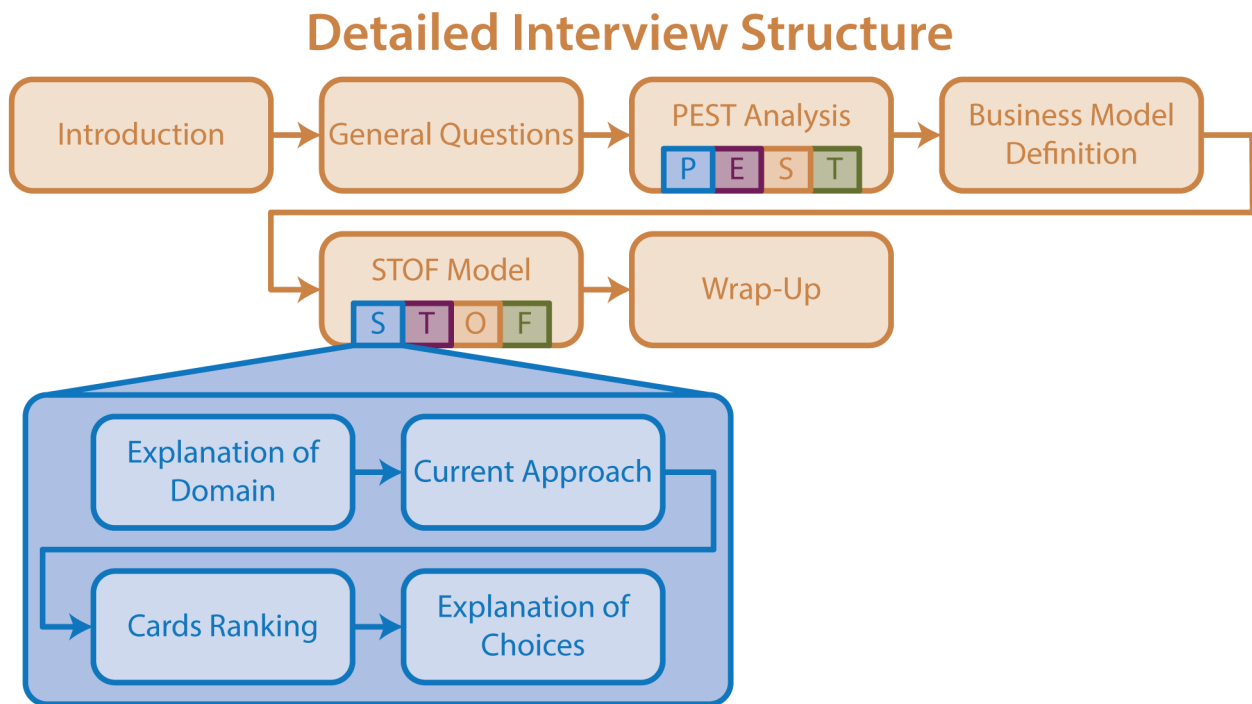 Detailed Interview Structure
Introduction
General Questions
PEST Analysis
P E S T
Business Model
Definition
STOF Model
S T O F
Wrap-Up
Explanation of
Domain
Current Approach
Cards Ranking
Explanation of
Choices